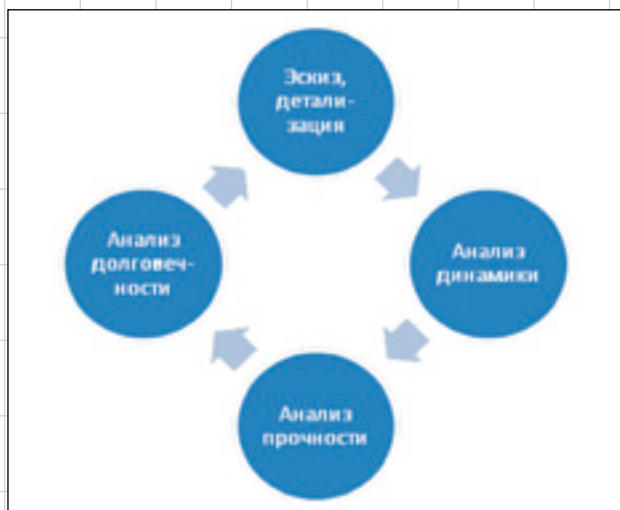 Эскиз,
детали-
зация
Анализ
динамики
Анализ
прочности
Анализ
долговеч-
ности